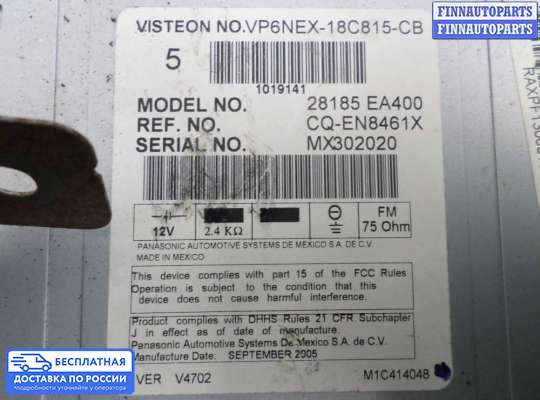 FINNAUTOPARTS
FINNAUTOPARTS
FINNAUTOPARTS
VISTEON NO.VP6NEX-18C815-CB
5
1019141
MODEL NO. 28185 EA400
REF. NO. CQ-EN8461X
SERIAL NO. MX302020
12V
2.4 KΩ
FM
75 Ohm
PANASONIC AUTOMOTIVE SYSTEMS DE MEXICO S.A. DE C.V.
MADE IN MEXICO
This device complies with part 15 of the FCC Rules
Operation is subject to the condition that this
device does not cause harmful interference.
Product complies with DHHS Rules 21 CFR Subchapter
J in effect as of date of manufacture.
Panasonic Automotive Systems De Mexico S.A. de C.V.
Manufacture Date: SEPTEMBER 2005
VER V4702
M1C414048
БЕСПЛАТНАЯ
ДОСТАВКА ПО РОССИИ